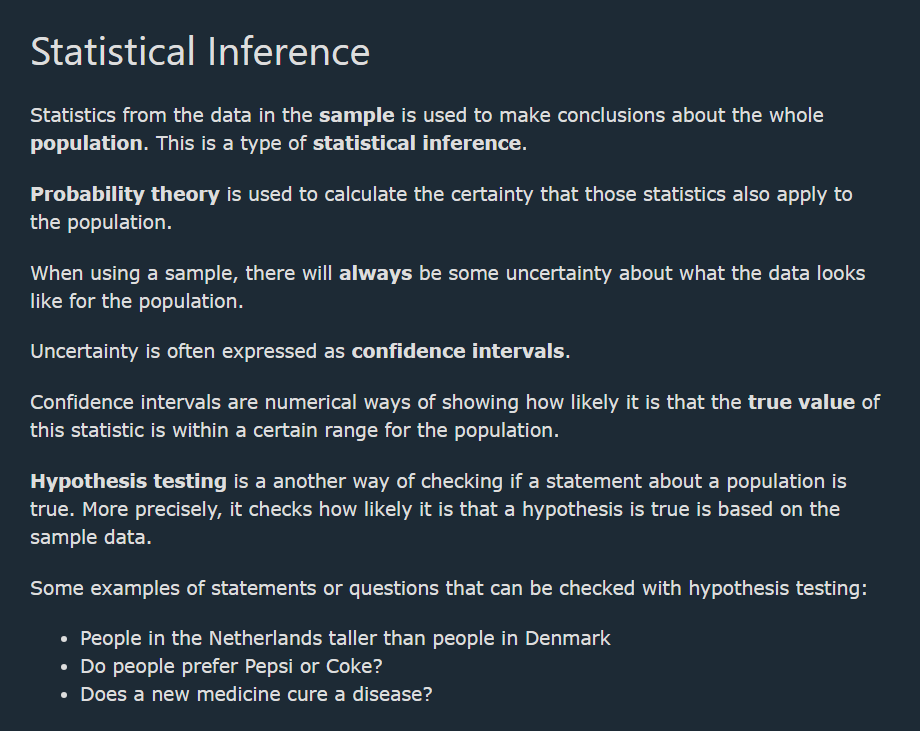 Statistical Inference
Statistics from the data in the sample is used to make conclusions about the whole
population. This is a type of statistical inference.
Probability theory is used to calculate the certainty that those statistics also apply to
the population.
When using a sample, there will always be some uncertainty about what the data looks
like for the population.
Uncertainty is often expressed as confidence intervals.
Confidence intervals are numerical ways of showing how likely it is that the true value of
this statistic is within a certain range for the population.
Hypothesis testing is a another way of checking if a statement about a population is
true. More precisely, it checks how likely it is that a hypothesis is true is based on the
sample data.
Some examples of statements or questions that can be checked with hypothesis testing:
• People in the Netherlands taller than people in Denmark
• Do people prefer Pepsi or Coke?
• Does a new medicine cure a disease?